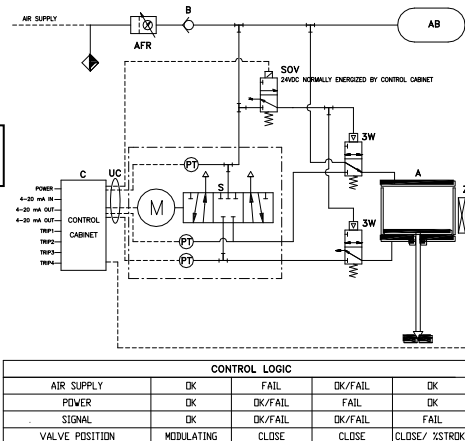 AIR SUPPLY
AFR
B
AB
SOV
24VDC NORMALLY ENERGIZED BY CONTROL CABINET
3W
C
UC
PT
S
A
2
POWER
4-20 mA IN
4-20 mA OUT
4-20 mA OUT
TRIP1
TRIP2
TRIP3
TRIP4
CONTROL
CABINET
M
PT
PT
3W
CONTROL LOGIC
AIR SUPPLY OK FAIL OK/FAIL OK
POWER OK OK/FAIL FAIL OK
SIGNAL OK OK/FAIL OK/FAIL FAIL
VALVE POSITION MODULATING CLOSE CLOSE CLOSE/ %STROK